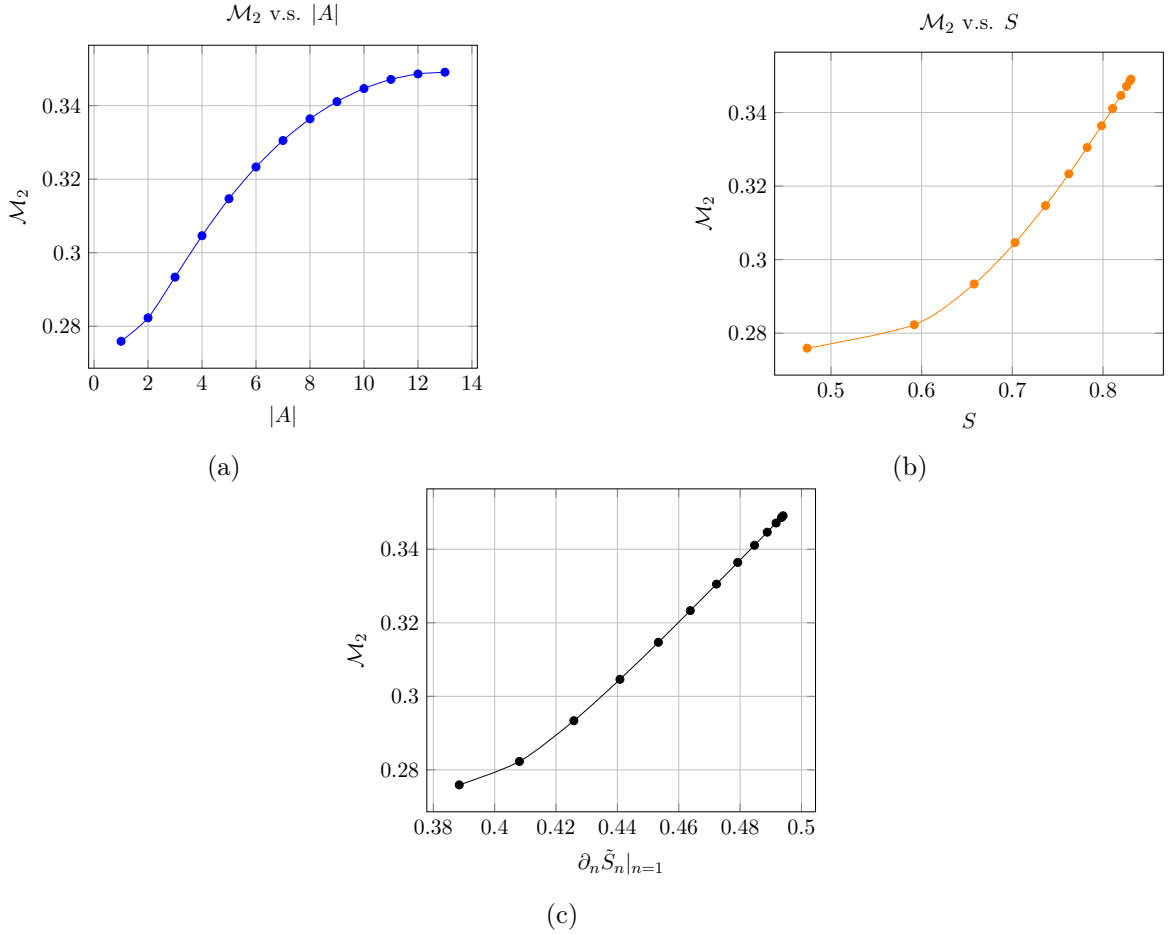 𝓜₂ v.s. |A|
0.34
0.32
0.3
0.28
𝓜₂
0 2 4 6 8 10 12 14
|A|
(a)
𝓜₂ v.s. S
0.34
0.32
0.3
0.28
𝓜₂
0.5 0.6 0.7 0.8
S
(b)
0.34
0.32
0.3
0.28
𝓜₂
0.38 0.4 0.42 0.44 0.46 0.48 0.5
∂ₙS̃ₙ|ₙ₌₁
(c)